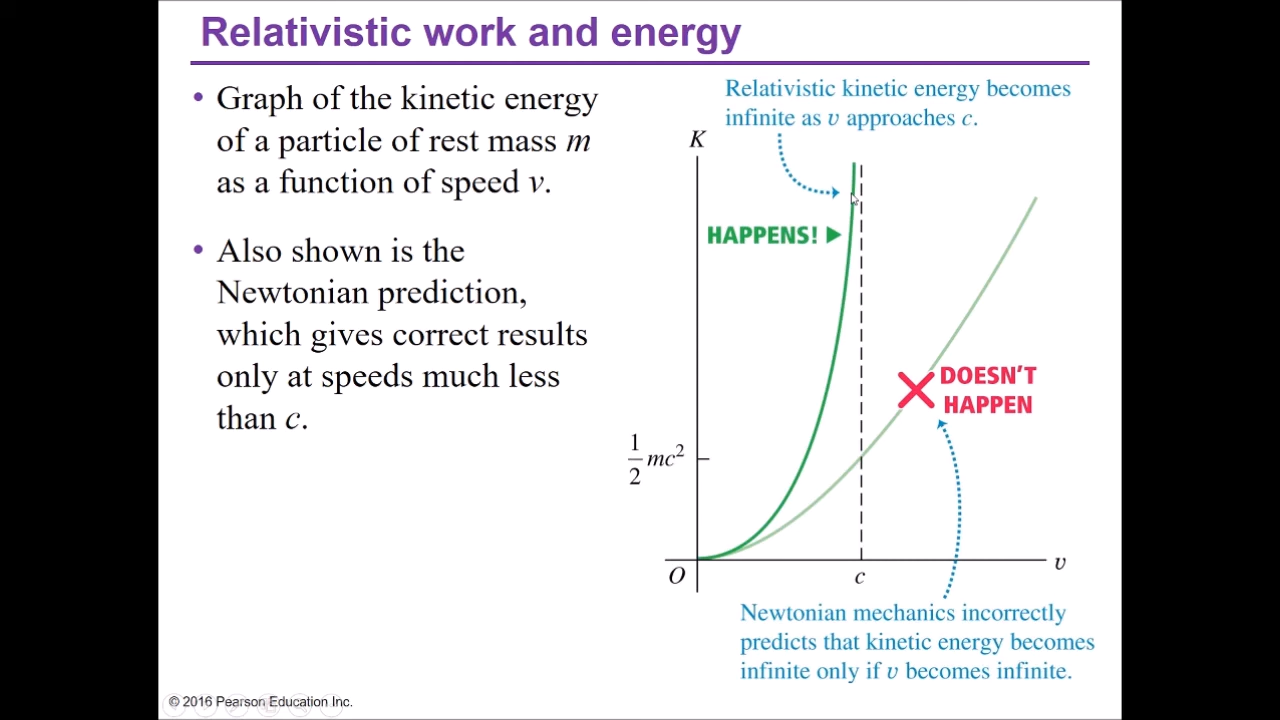 Relativistic work and energy
• Graph of the kinetic energy
of a particle of rest mass m
as a function of speed v.
• Also shown is the
Newtonian prediction,
which gives correct results
only at speeds much less
than c.
Relativistic kinetic energy becomes
infinite as v approaches c.
K
HAPPENS!
DOESN'T
HAPPEN
1/2 mc²
O
c
v
Newtonian mechanics incorrectly
predicts that kinetic energy becomes
infinite only if v becomes infinite.
© 2016 Pearson Education Inc.